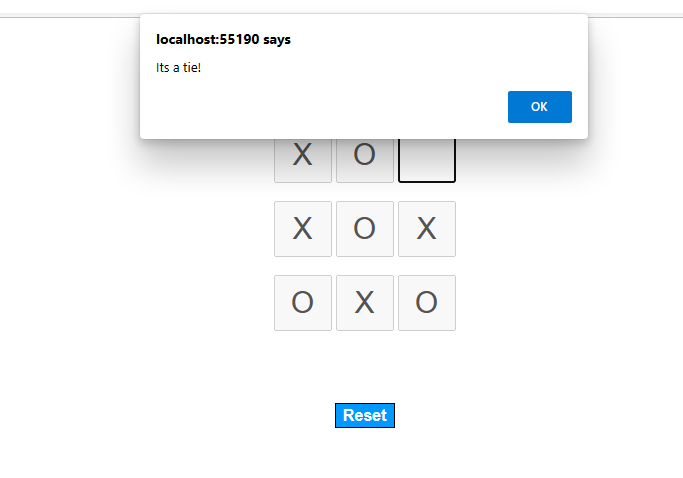 localhost:55190 says
Its a tie!
OK
X O
X O X
O X O
Reset